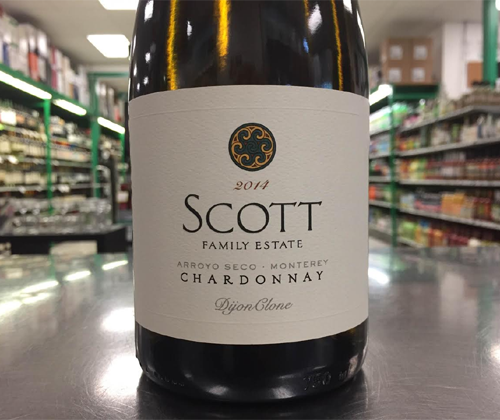 2014
SCOTT
FAMILY ESTATE
ARROYO SECO • MONTEREY
CHARDONNAY
Dijon Clone